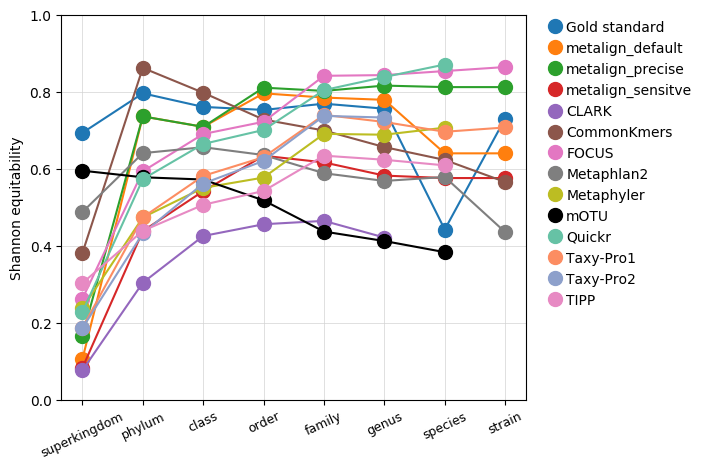 1.0
0.8
0.6
0.4
0.2
0.0
Shannon equitability
superkingdom
phylum
class
order
family
genus
species
strain
Gold standard
metalign_default
metalign_precise
metalign_sensitve
CLARK
CommonKmers
FOCUS
Metaphlan2
Metaphyler
mOTU
Quickr
Taxy-Pro1
Taxy-Pro2
TIPP